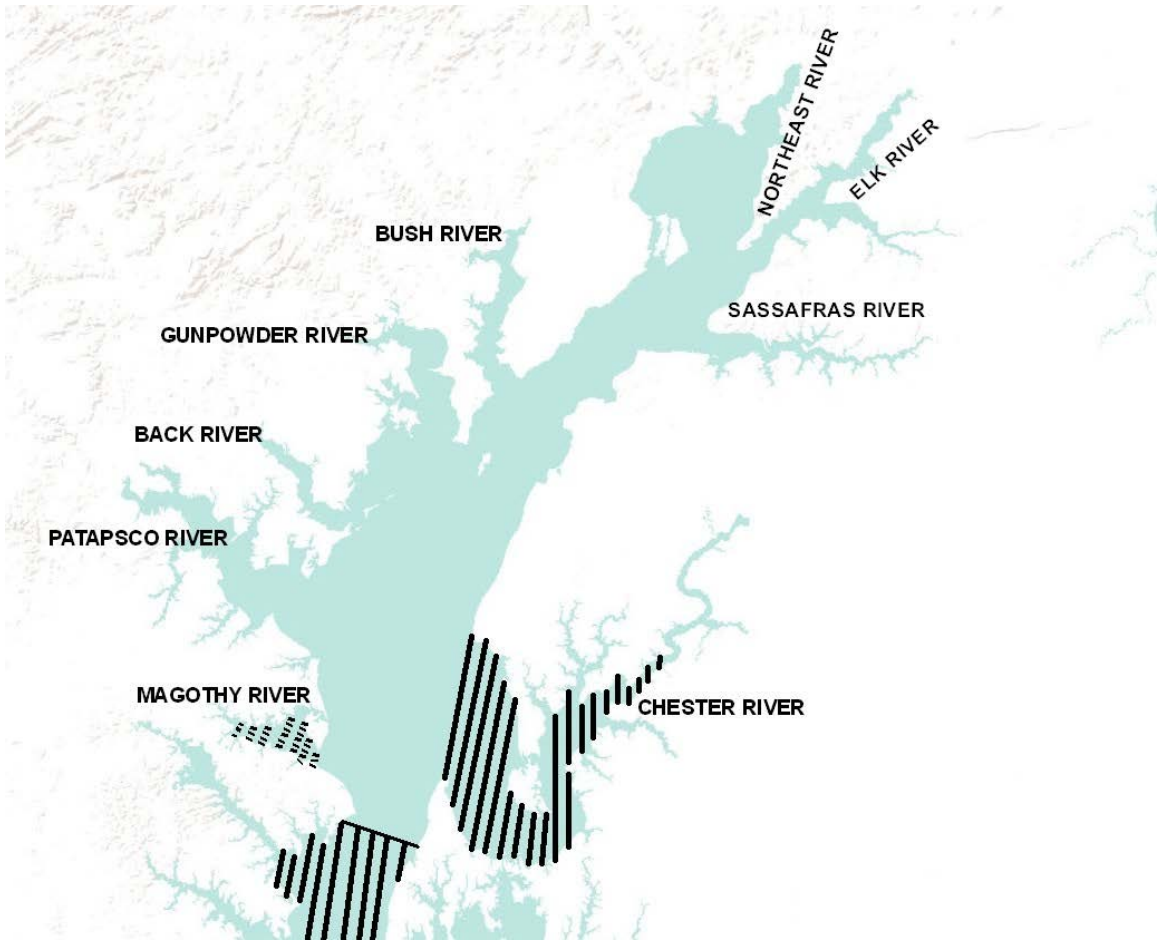 NORTHEAST RIVER
ELK RIVER
BUSH RIVER
SASSAFRAS RIVER
GUNPOWDER RIVER
BACK RIVER
PATAPSCO RIVER
MAGOTHY RIVER
CHESTER RIVER